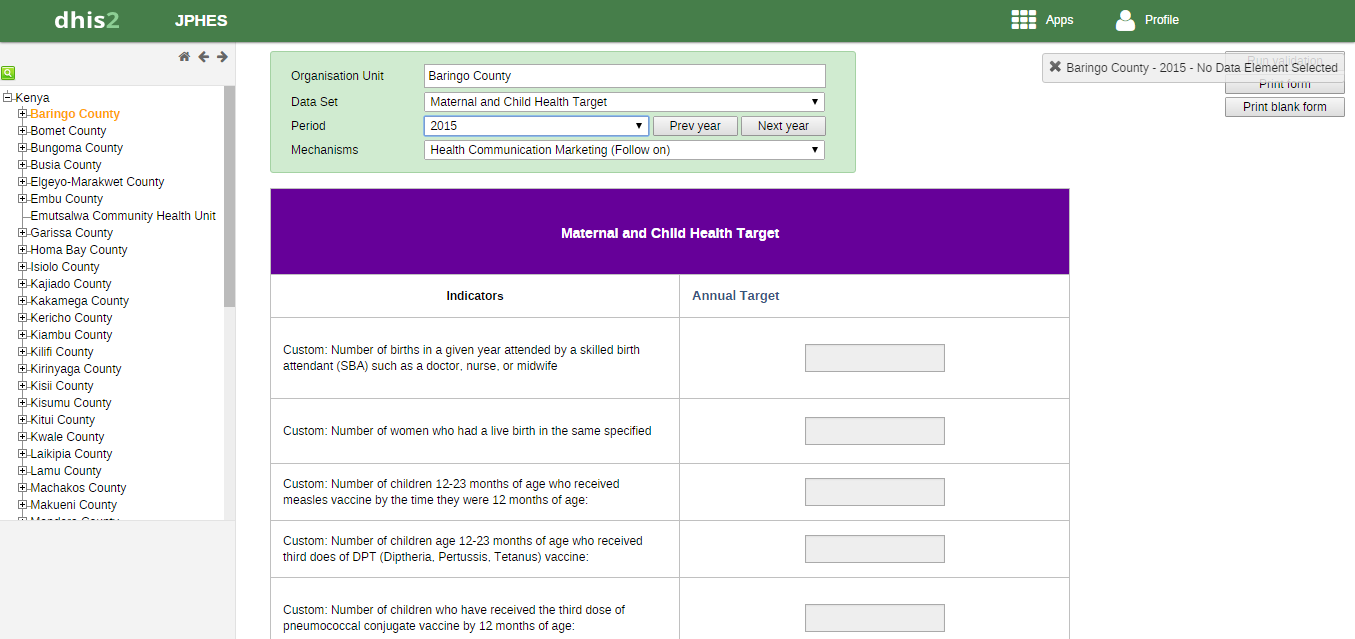 dhis2 JPHES Apps Profile
Kenya
Baringo County
Bomet County
Bungoma County
Busia County
Elgeyo-Marakwet County
Embu County
Emutsalwa Community Health Unit
Garissa County
Homa Bay County
Isiolo County
Kajiado County
Kakamega County
Kericho County
Kiambu County
Kilifi County
Kirinyaga County
Kisii County
Kisumu County
Kitui County
Kwale County
Laikipia County
Lamu County
Machakos County
Makueni County
Mandera County
Organisation Unit Baringo County
Data Set Maternal and Child Health Target
Period 2015 Prev year Next year
Mechanisms Health Communication Marketing (Follow on)
Run validation
Baringo County - 2015 - No Data Element Selected
Print form
Print blank form
Maternal and Child Health Target
Indicators Annual Target
Custom: Number of births in a given year attended by a skilled birth
attendant (SBA) such as a doctor, nurse, or midwife
Custom: Number of women who had a live birth in the same specified
Custom: Number of children 12-23 months of age who received
measles vaccine by the time they were 12 months of age:
Custom: Number of children age 12-23 months of age who received
third does of DPT (Diptheria, Pertussis, Tetanus) vaccine:
Custom: Number of children who have received the third dose of
pneumococcal conjugate vaccine by 12 months of age: